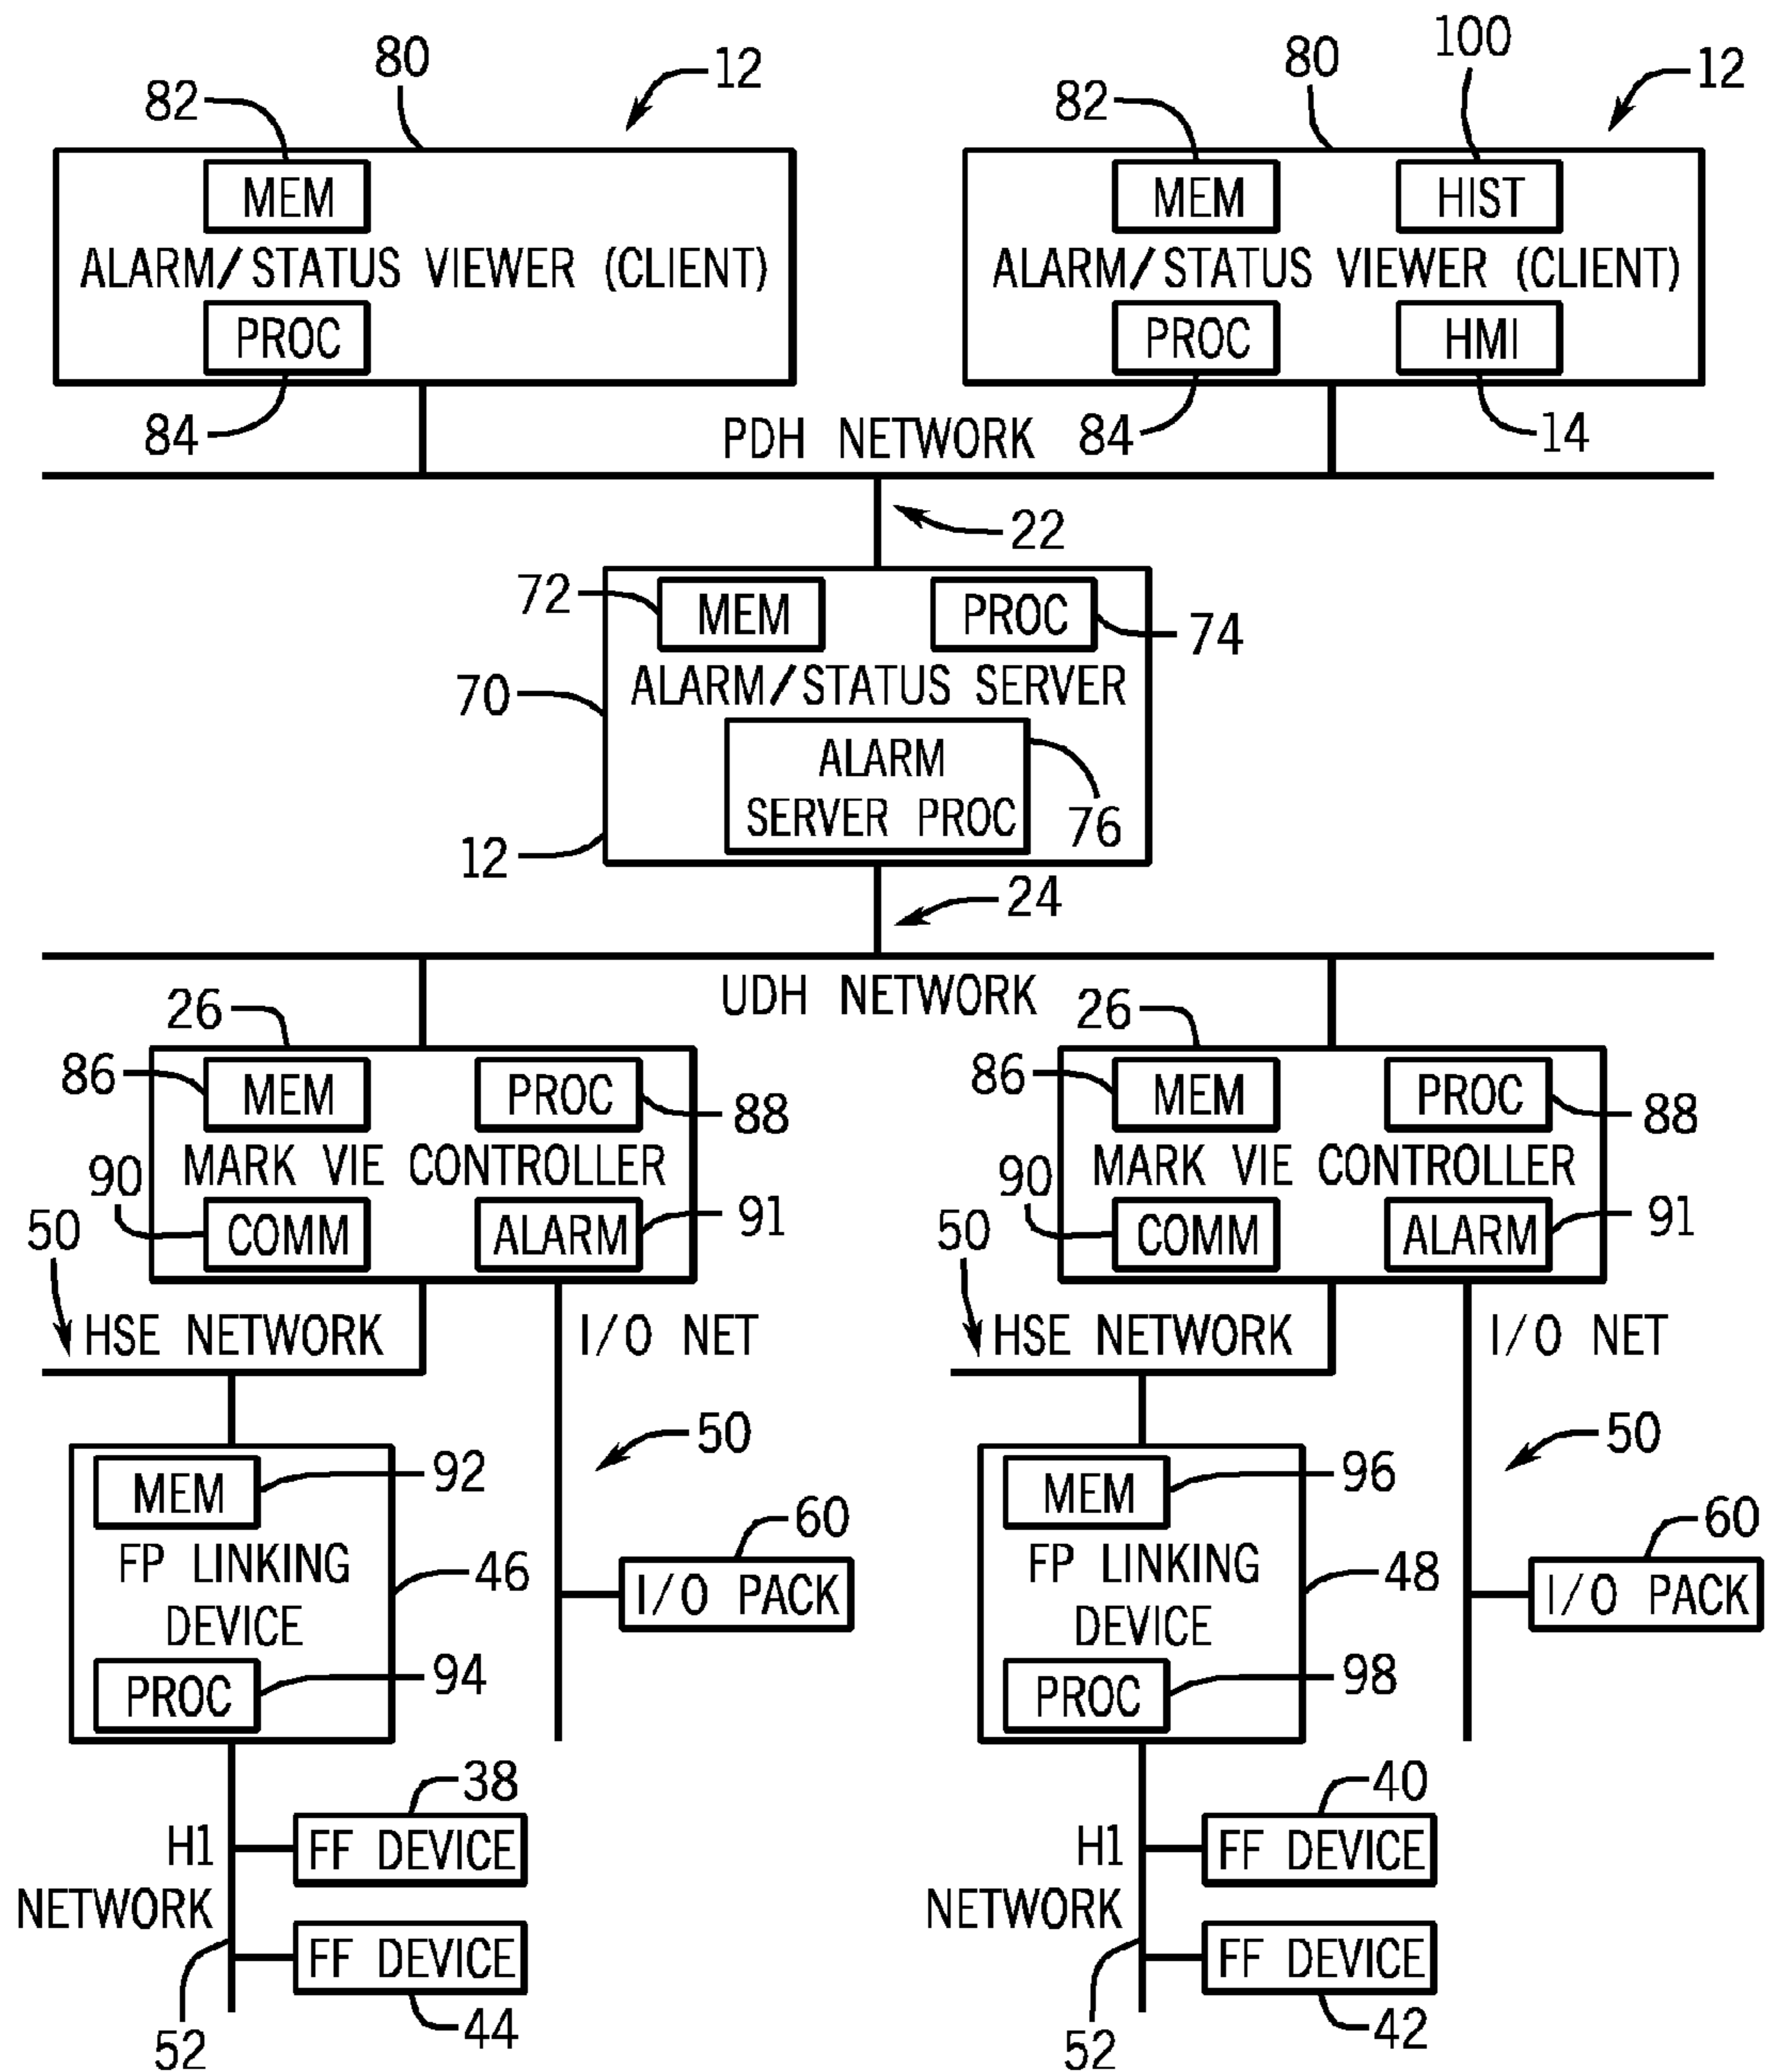 80
12
80
100
12
82
82
MEM
MEM
HIST
ALARM/STATUS VIEWER (CLIENT)
ALARM/STATUS VIEWER (CLIENT)
PROC
PROC
HMI
84
PDH NETWORK
84
14
22
72
MEM
PROC
74
70
ALARM/STATUS SERVER
ALARM
SERVER PROC
76
12
24
UDH NETWORK
26
26
86
MEM
PROC
88
86
MEM
PROC
88
MARK VIE CONTROLLER
MARK VIE CONTROLLER
90
COMM
ALARM
91
90
COMM
ALARM
91
50
50
HSE NETWORK
I/O NET
HSE NETWORK
I/O NET
50
50
MEM
92
MEM
96
60
60
FP LINKING
DEVICE
46
I/O PACK
FP LINKING
DEVICE
48
I/O PACK
PROC
94
PROC
98
38
40
H1
NETWORK
FF DEVICE
H1
NETWORK
FF DEVICE
FF DEVICE
FF DEVICE
52
44
52
42